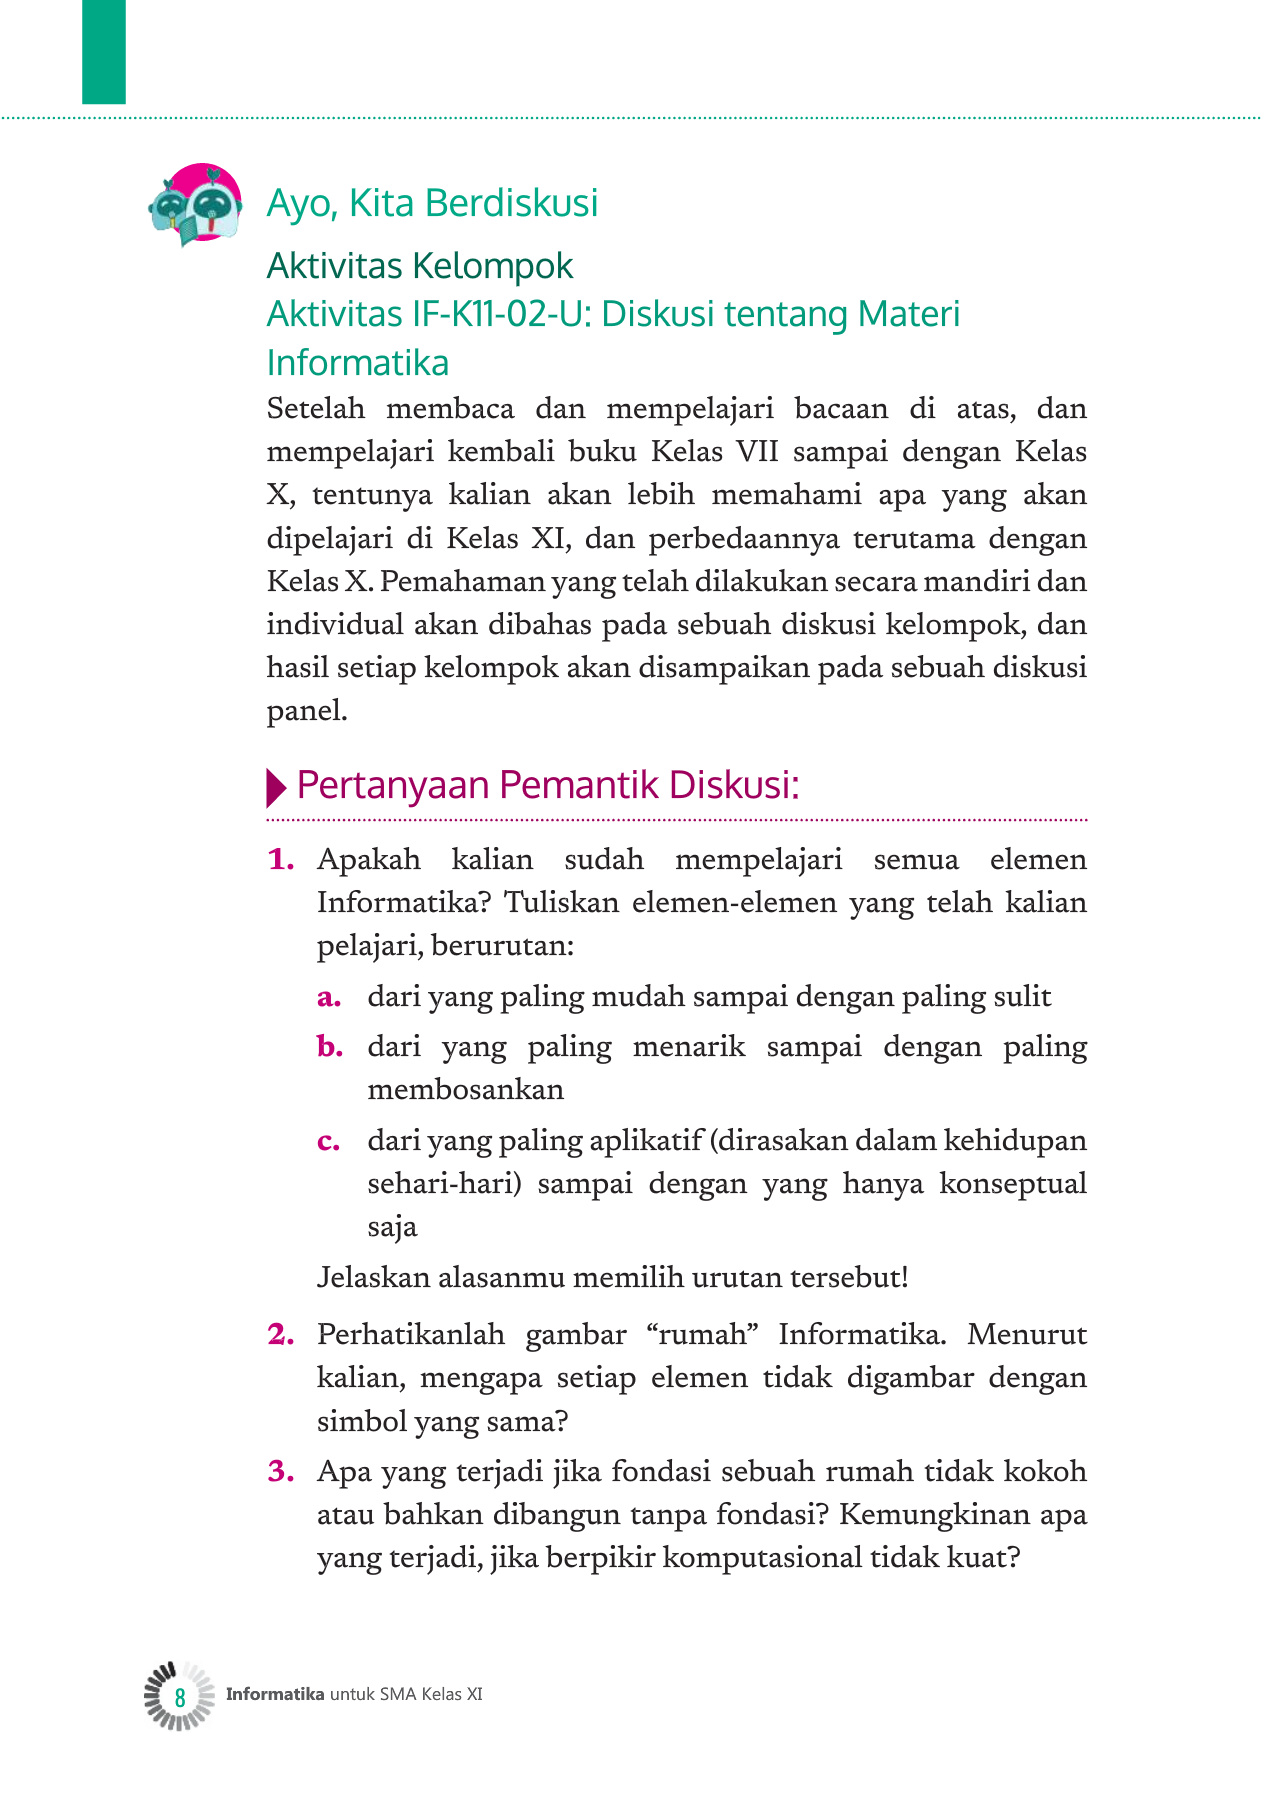 Ayo, Kita Berdiskusi
Aktivitas Kelompok
Aktivitas IF-K11-02-U: Diskusi tentang Materi
Informatika
Setelah membaca dan mempelajari bacaan di atas, dan
mempelajari kembali buku Kelas VII sampai dengan Kelas
X, tentunya kalian akan lebih memahami apa yang akan
dipelajari di Kelas XI, dan perbedaannya terutama dengan
Kelas X. Pemahaman yang telah dilakukan secara mandiri dan
individual akan dibahas pada sebuah diskusi kelompok, dan
hasil setiap kelompok akan disampaikan pada sebuah diskusi
panel.
Pertanyaan Pemantik Diskusi:
1. Apakah kalian sudah mempelajari semua elemen
Informatika? Tuliskan elemen-elemen yang telah kalian
pelajari, berurutan:
a. dari yang paling mudah sampai dengan paling sulit
b. dari yang paling menarik sampai dengan paling
membosankan
c. dari yang paling aplikatif (dirasakan dalam kehidupan
sehari-hari) sampai dengan yang hanya konseptual
saja
Jelaskan alasanmu memilih urutan tersebut!
2. Perhatikanlah gambar “rumah” Informatika. Menurut
kalian, mengapa setiap elemen tidak digambar dengan
simbol yang sama?
3. Apa yang terjadi jika fondasi sebuah rumah tidak kokoh
atau bahkan dibangun tanpa fondasi? Kemungkinan apa
yang terjadi, jika berpikir komputasional tidak kuat?
8 Informatika untuk SMA Kelas XI